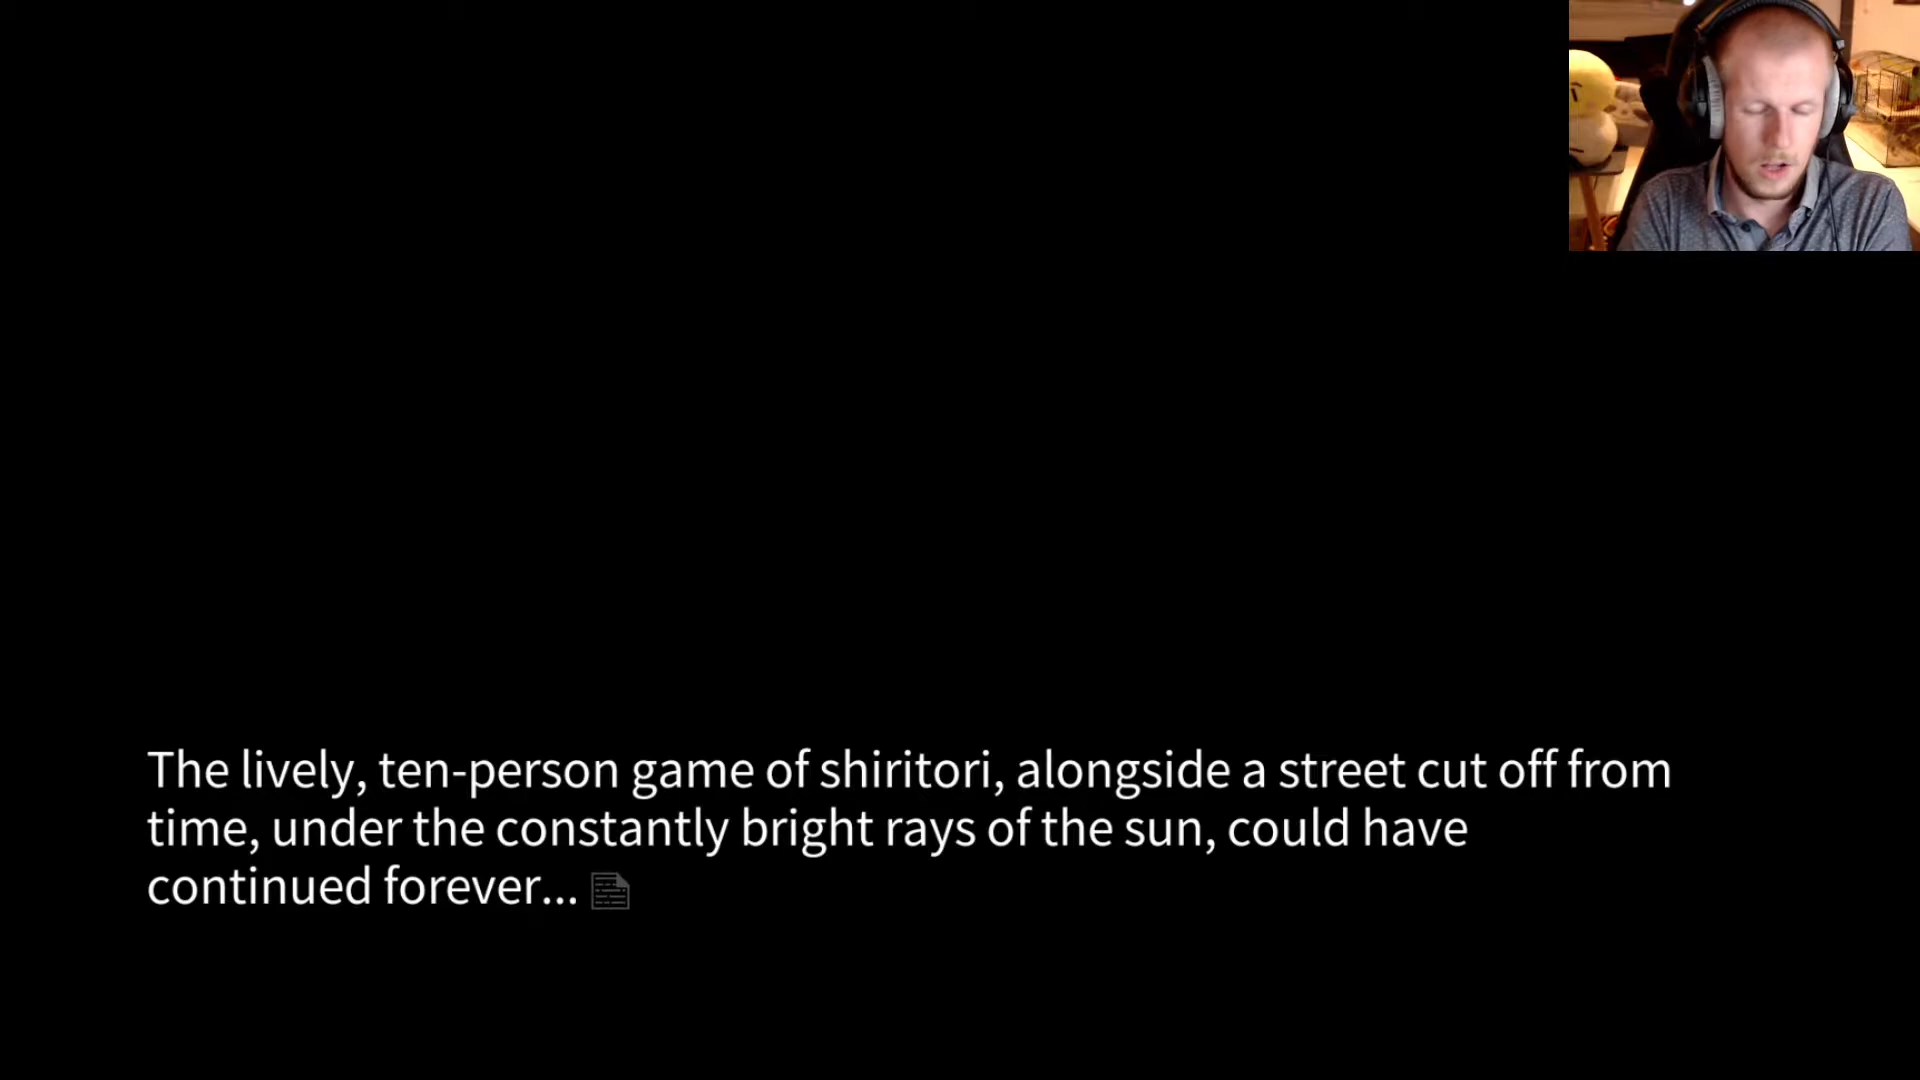 The lively, ten-person game of shiritori, alongside a street cut off from
time, under the constantly bright rays of the sun, could have
continued forever...